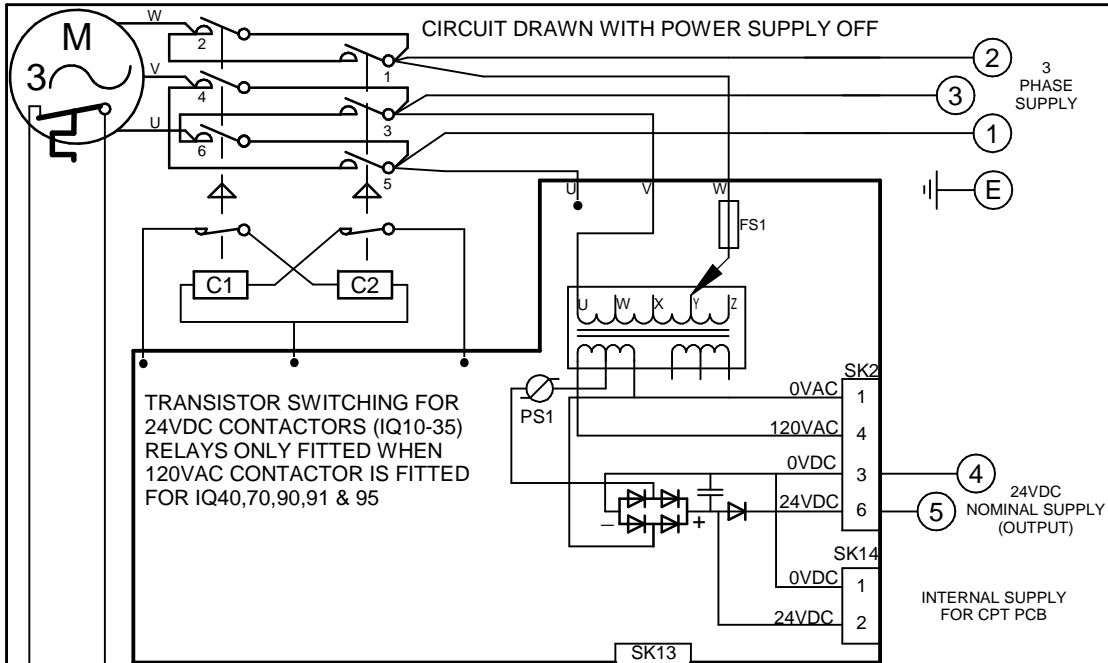 CIRCUIT DRAWN WITH POWER SUPPLY OFF
M
3
W
V
U
2
4
6
1
3
5
2
3
1
E
3
PHASE
SUPPLY
U
V
W
FS1
C1
C2
U
W
X
Y
Z
PS1
TRANSISTOR SWITCHING FOR
24VDC CONTACTORS (IQ10-35)
RELAYS ONLY FITTED WHEN
120VAC CONTACTOR IS FITTED
FOR IQ40,70,90,91 & 95
SK2
0VAC 1
120VAC 4
0VDC 3
24VDC 6
4
5
24VDC
NOMINAL SUPPLY
(OUTPUT)
– +
SK14
0VDC 1
24VDC 2
INTERNAL SUPPLY
FOR CPT PCB
SK13